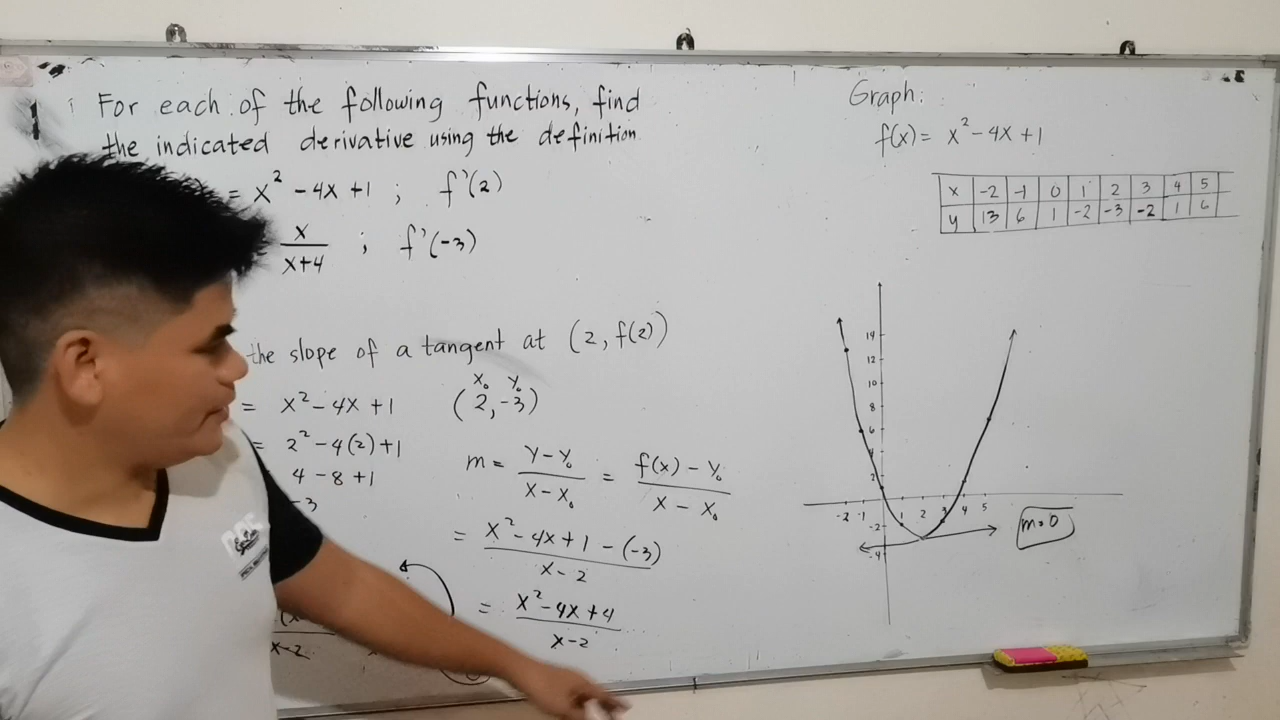 1
For each of the following functions, find
the indicated derivative using the definition.
= x² - 4x + 1 ; f'(2)
x/(x+4) ; f'(-3)
the slope of a tangent at (2, f(2))
= x² - 4x + 1
= 2² - 4(2) + 1
4 - 8 + 1
-3
x-2
x₀ y₀
(2, -3)
m = (y - y₀)/(x - x₀) = (f(x) - y₀)/(x - x₀)
= (x² - 4x + 1 - (-3))/(x - 2)
= (x² - 4x + 4)/(x - 2)
Graph:
f(x) = x² - 4x + 1
x -2 -1 0 1 2 3 4 5
y 13 6 1 -2 -3 -2 1 6
14
12
10
8
6
4
2
-2 -1 1 2 3 4 5
-2
-4
m = 0